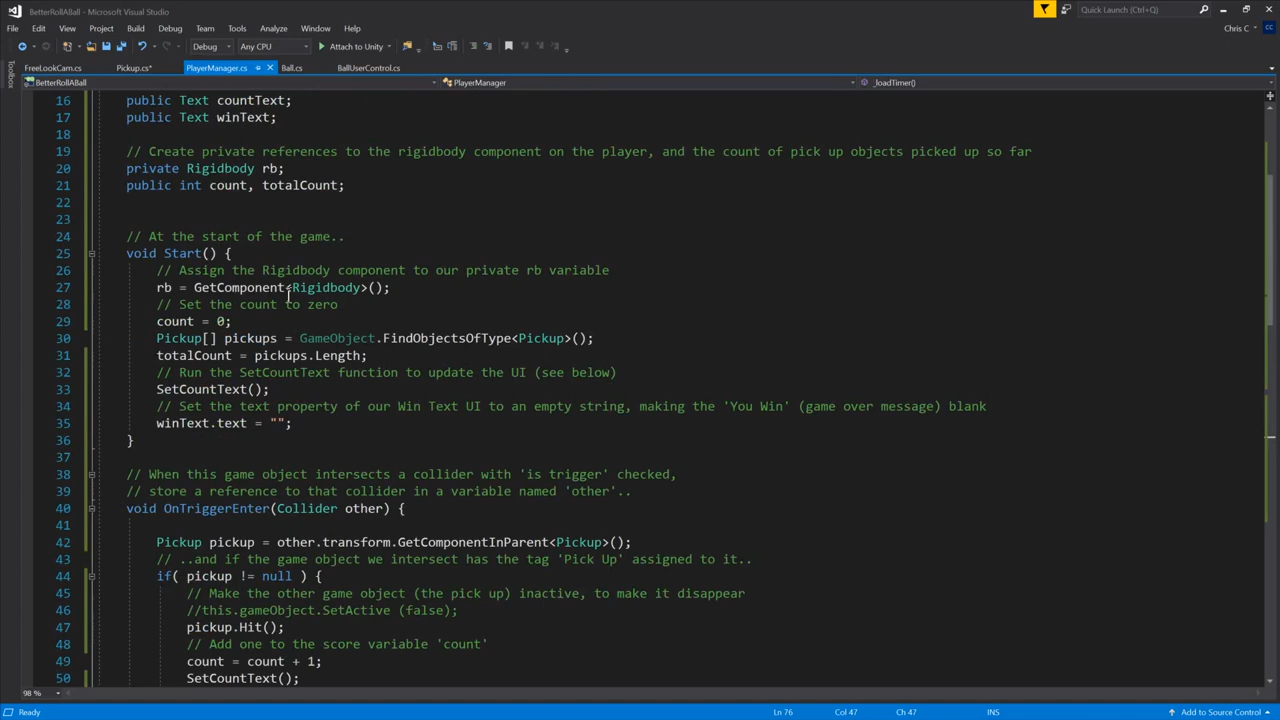 BetterRollABall - Microsoft Visual Studio
Quick Launch (Ctrl+Q)
File Edit View Project Build Debug Team Tools Test Analyze Window Help
Chris C
CC
Debug Any CPU Attach to Unity
Toolbox
FreeLookCam.cs Pickup.cs* PlayerManager.cs Ball.cs BallUserControl.cs
BetterRollABall PlayerManager _loadTimer()
16 public Text countText;
17 public Text winText;
18
19 // Create private references to the rigidbody component on the player, and the count of pick up objects picked up so far
20 private Rigidbody rb;
21 public int count, totalCount;
22
23
24 // At the start of the game..
25 void Start() {
26 // Assign the Rigidbody component to our private rb variable
27 rb = GetComponent<Rigidbody>();
28 // Set the count to zero
29 count = 0;
30 Pickup[] pickups = GameObject.FindObjectsOfType<Pickup>();
31 totalCount = pickups.Length;
32 // Run the SetCountText function to update the UI (see below)
33 SetCountText();
34 // Set the text property of our Win Text UI to an empty string, making the 'You Win' (game over message) blank
35 winText.text = "";
36 }
37
38 // When this game object intersects a collider with 'is trigger' checked,
39 // store a reference to that collider in a variable named 'other'..
40 void OnTriggerEnter(Collider other) {
41
42 Pickup pickup = other.transform.GetComponentInParent<Pickup>();
43 // ..and if the game object we intersect has the tag 'Pick Up' assigned to it..
44 if( pickup != null ) {
45 // Make the other game object (the pick up) inactive, to make it disappear
46 //this.gameObject.SetActive (false);
47 pickup.Hit();
48 // Add one to the score variable 'count'
49 count = count + 1;
50 SetCountText();
98 %
Ready Ln 76 Col 47 Ch 47 INS Add to Source Control